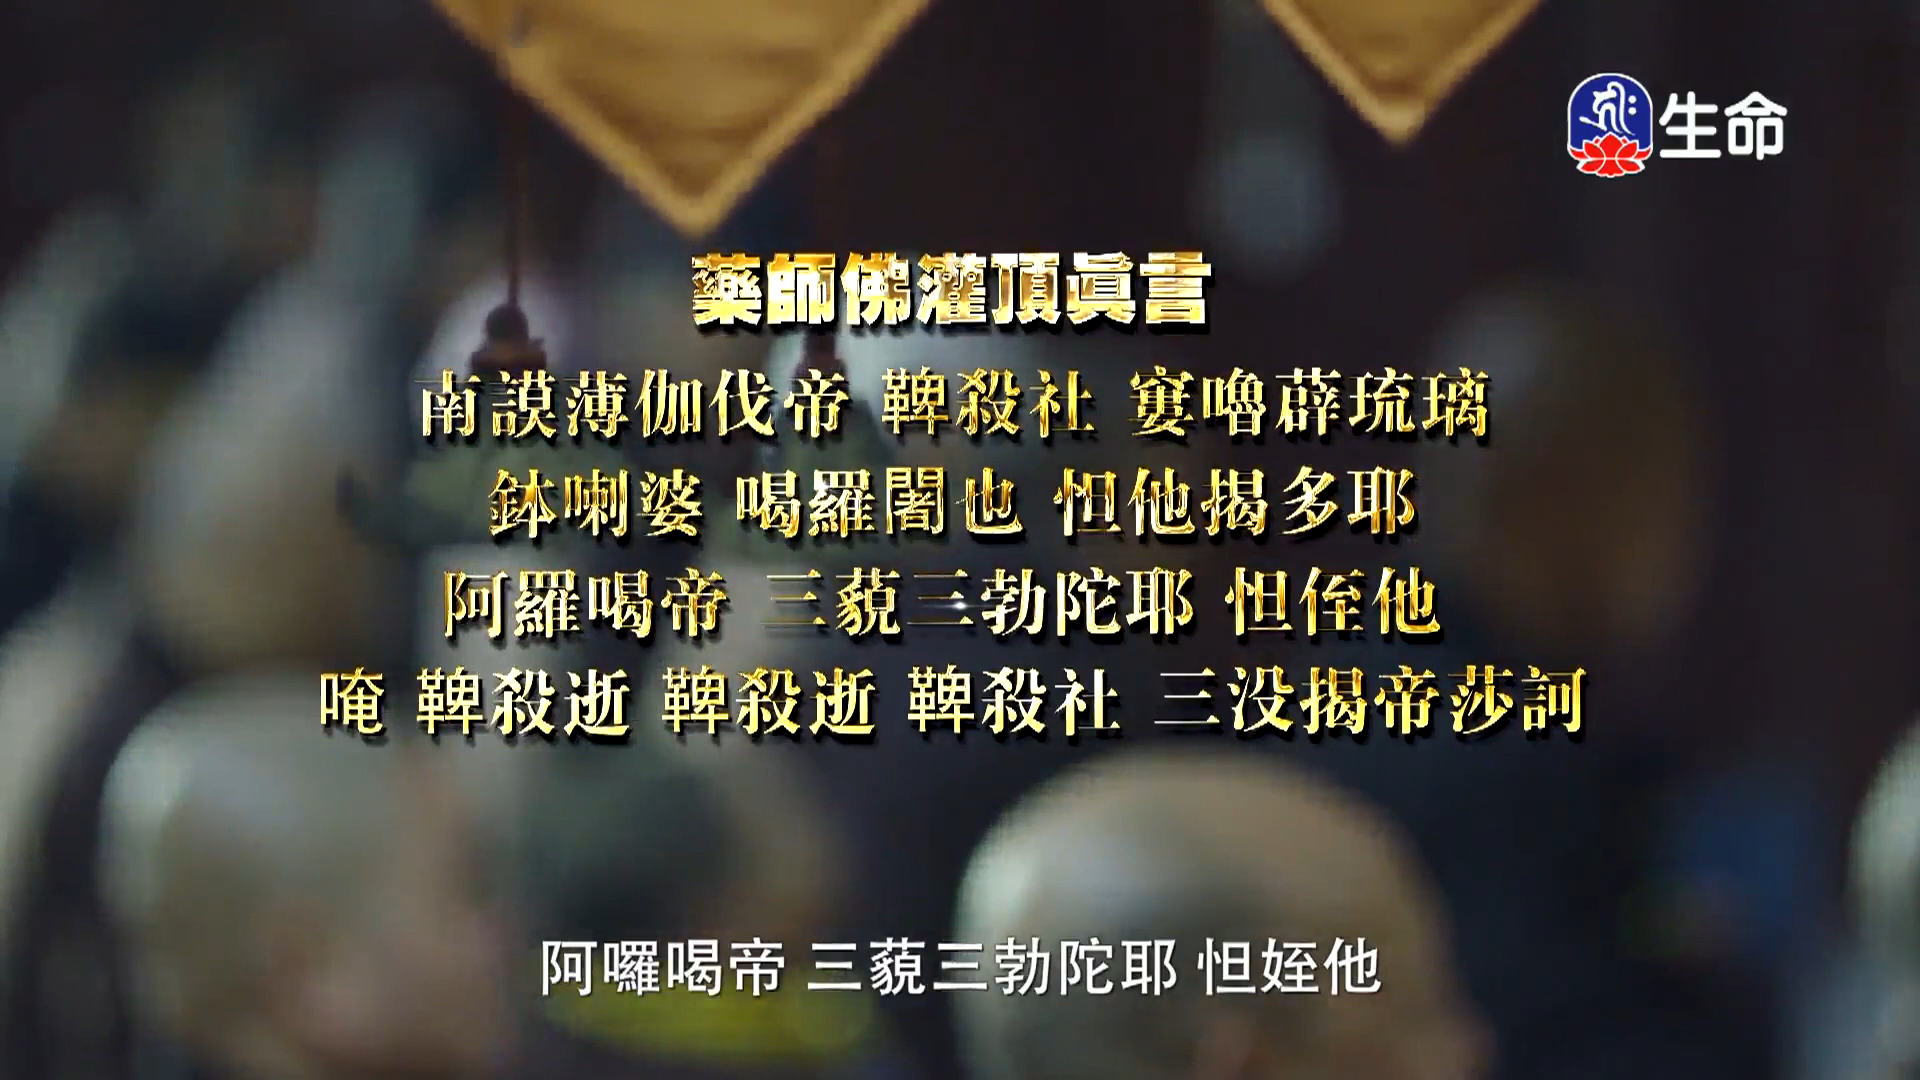 生命
藥師佛灌頂眞言
南謨薄伽伐帝 鞞殺社 窶嚕薜琉璃
鉢喇婆 喝羅闍也 怛他揭多耶
阿羅喝帝 三藐三勃陀耶 怛侄他
唵 鞞殺逝 鞞殺逝 鞞殺社 三没揭帝莎訶
阿囉喝帝 三藐三勃陀耶 怛姪他